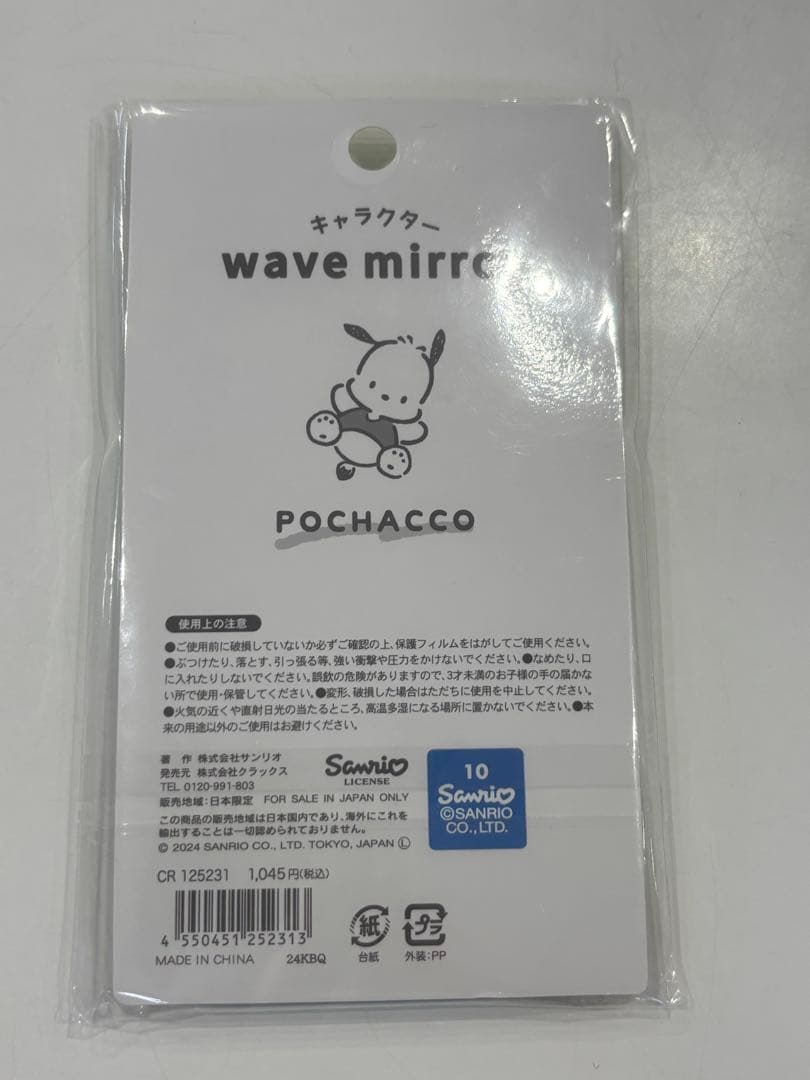 キャラクター
wave mirro
POCHACCO
使用上の注意
●ご使用前に破損していないか必ずご確認の上、保護フィルムをはがしてご使用ください。
●ぶつけたり、落とす、引っ張る等、強い衝撃や圧力をかけないでください。●なめたり、口
に入れたりしないでください。誤飲の危険がありますので、3才未満のお子様の手の届かな
い所で使用・保管してください。●変形、破損した場合はただちに使用を中止してください。
●火気の近くや直射日光の当たるところ、高温多湿になる場所に置かないでください。●本
来の用途以外のご使用はお避けください。
著 作 株式会社サンリオ
発売元 株式会社クラックス
TEL 0120-991-803
販売地域:日本限定 FOR SALE IN JAPAN ONLY
この商品の販売地域は日本国内であり、海外にこれを
輸出することは一切認められておりません。
© 2024 SANRIO CO., LTD. TOKYO, JAPAN Ⓛ
Sanrio
LICENSE
10
Sanrio
©SANRIO
CO., LTD.
CR 125231 1,045円(税込)
4 550451 252313
MADE IN CHINA 24KBQ
紙
台紙
プラ
外装:PP